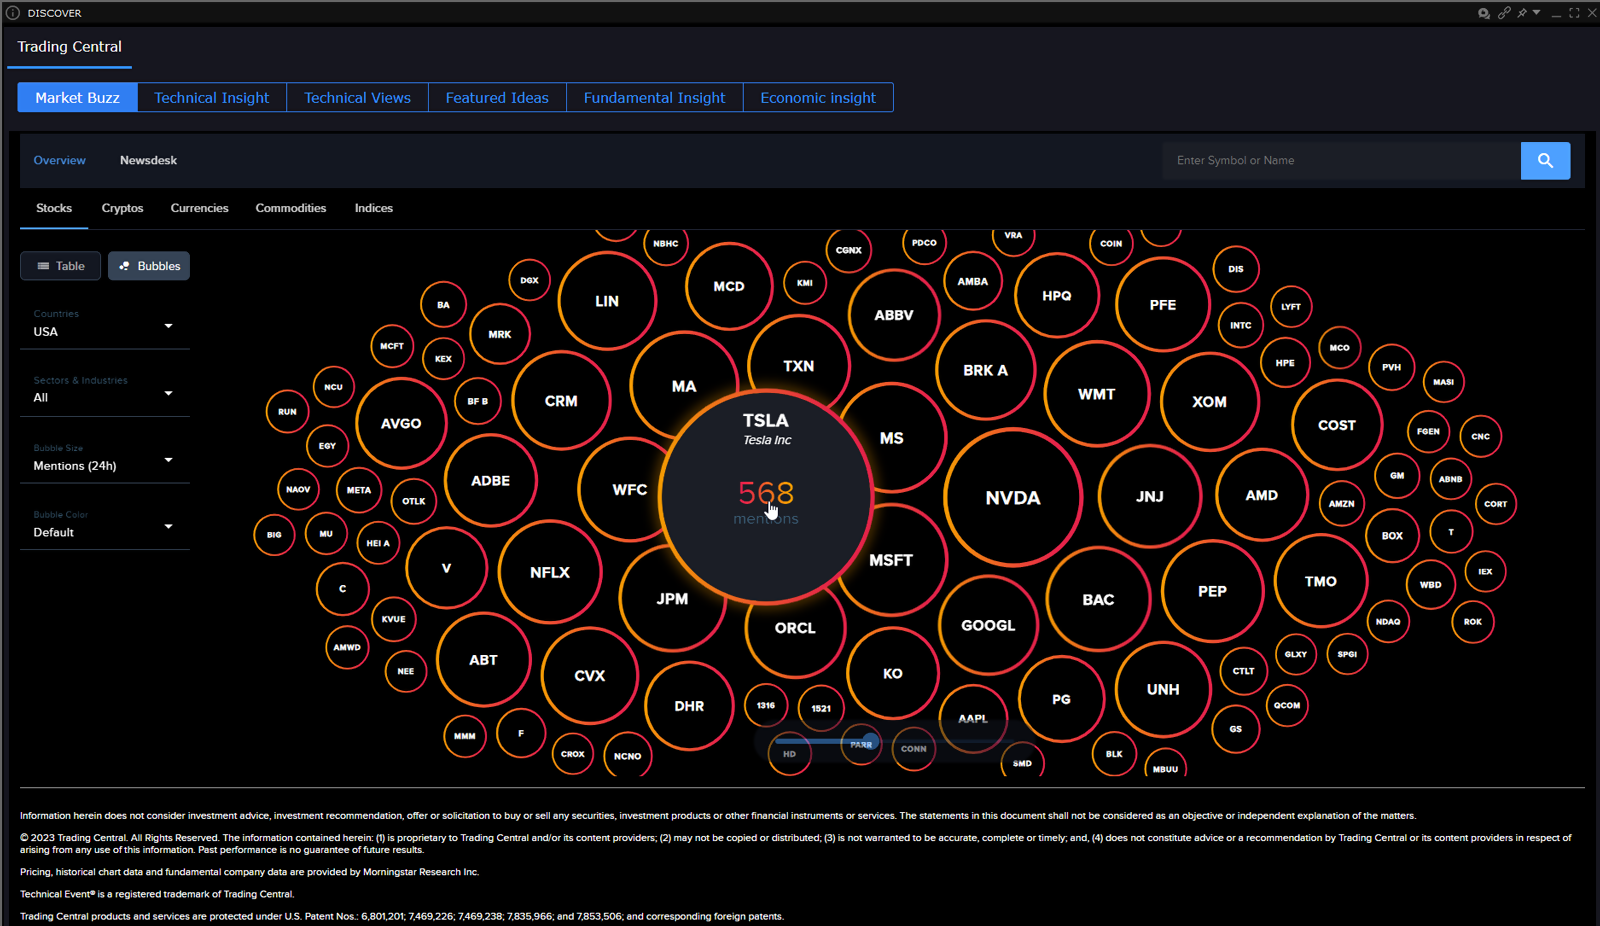 DISCOVER
Trading Central
Market Buzz Technical Insight Technical Views Featured Ideas Fundamental Insight Economic insight
Overview Newsdesk Enter Symbol or Name
Stocks Cryptos Currencies Commodities Indices
Table Bubbles
Countries
USA
Sectors & Industries
All
Bubble Size
Mentions (24h)
Bubble Color
Default
NBHC
CGNX
PDCO
VRA
COIN
DIS
DGX
LIN
MCD
KMI
AMBA
HPQ
PFE
LYFT
BA
MRK
ABBV
INTC
MCFT
KEX
TXN
BRK A
HPE
MCO
PVH
MASI
NCU
RUN
BF B
CRM
MA
WMT
XOM
AVGO
TSLA
Tesla Inc
568
mentions
MS
COST
FGEN
CNC
EGY
NAOV
META
OTLK
ADBE
WFC
NVDA
JNJ
AMD
GM
ABNB
AMZN
CORT
BIG
MU
HEI A
V
NFLX
MSFT
BOX
T
C
JPM
BAC
PEP
TMO
WBD
IEX
KVUE
ORCL
GOOGL
NDAQ
ROK
AMWD
NEE
ABT
CVX
KO
PG
UNH
CTLT
GLXY
SPGI
DHR
1316
1521
AAPL
QCOM
GS
MMM
F
CROX
NCNO
HD
PARR
CONN
SMD
BLK
MBUU
Information herein does not consider investment advice, investment recommendation, offer or solicitation to buy or sell any securities, investment products or other financial instruments or services. The statements in this document shall not be considered as an objective or independent explanation of the matters.
© 2023 Trading Central. All Rights Reserved. The information contained herein: (1) is proprietary to Trading Central and/or its content providers; (2) may not be copied or distributed; (3) is not warranted to be accurate, complete or timely; and, (4) does not constitute advice or a recommendation by Trading Central or its content providers in respect of
arising from any use of this information. Past performance is no guarantee of future results.
Pricing, historical chart data and fundamental company data are provided by Morningstar Research Inc.
Technical Event® is a registered trademark of Trading Central.
Trading Central products and services are protected under U.S. Patent Nos.: 6,801,201; 7,469,226; 7,469,238; 7,835,966; and 7,853,506; and corresponding foreign patents.